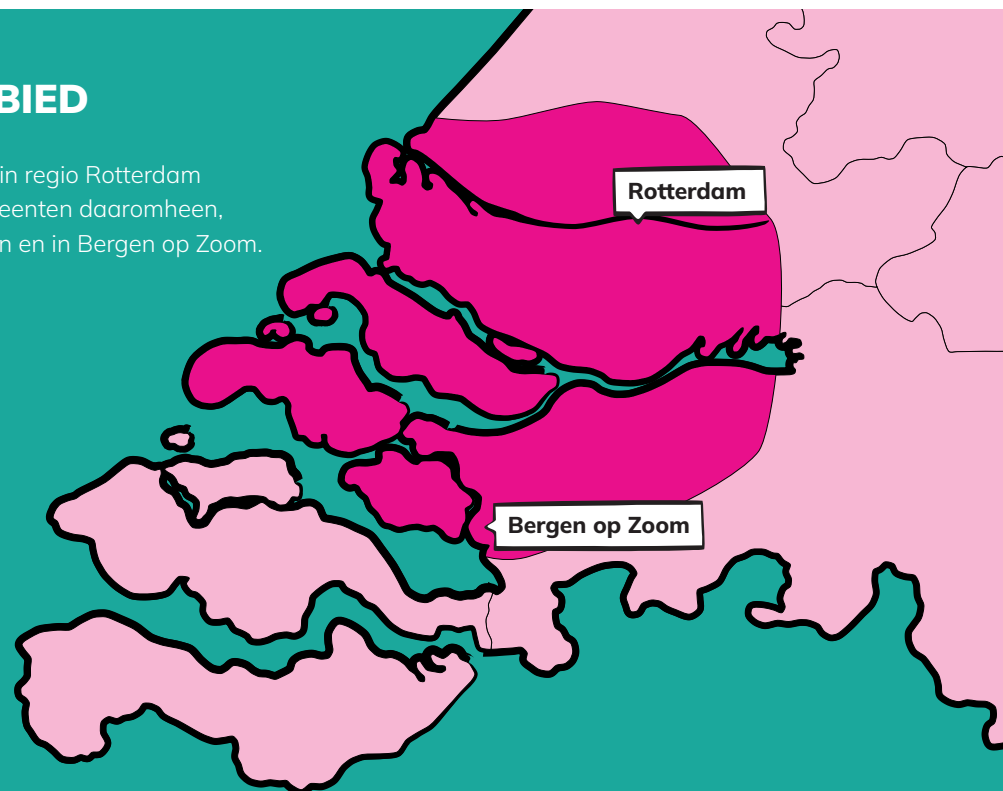 BIED
in regio Rotterdam
eenten daaromheen,
n en in Bergen op Zoom.
Rotterdam
Bergen op Zoom